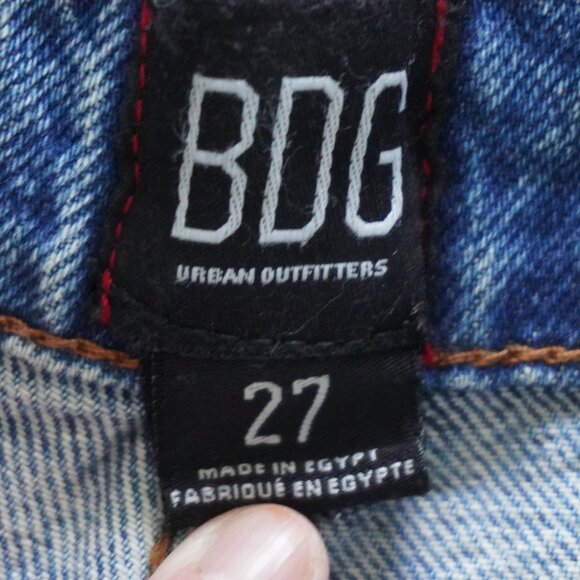 BDG
URBAN OUTFITTERS
27
MADE IN EGYPT
FABRIQUÉ EN EGYPTE